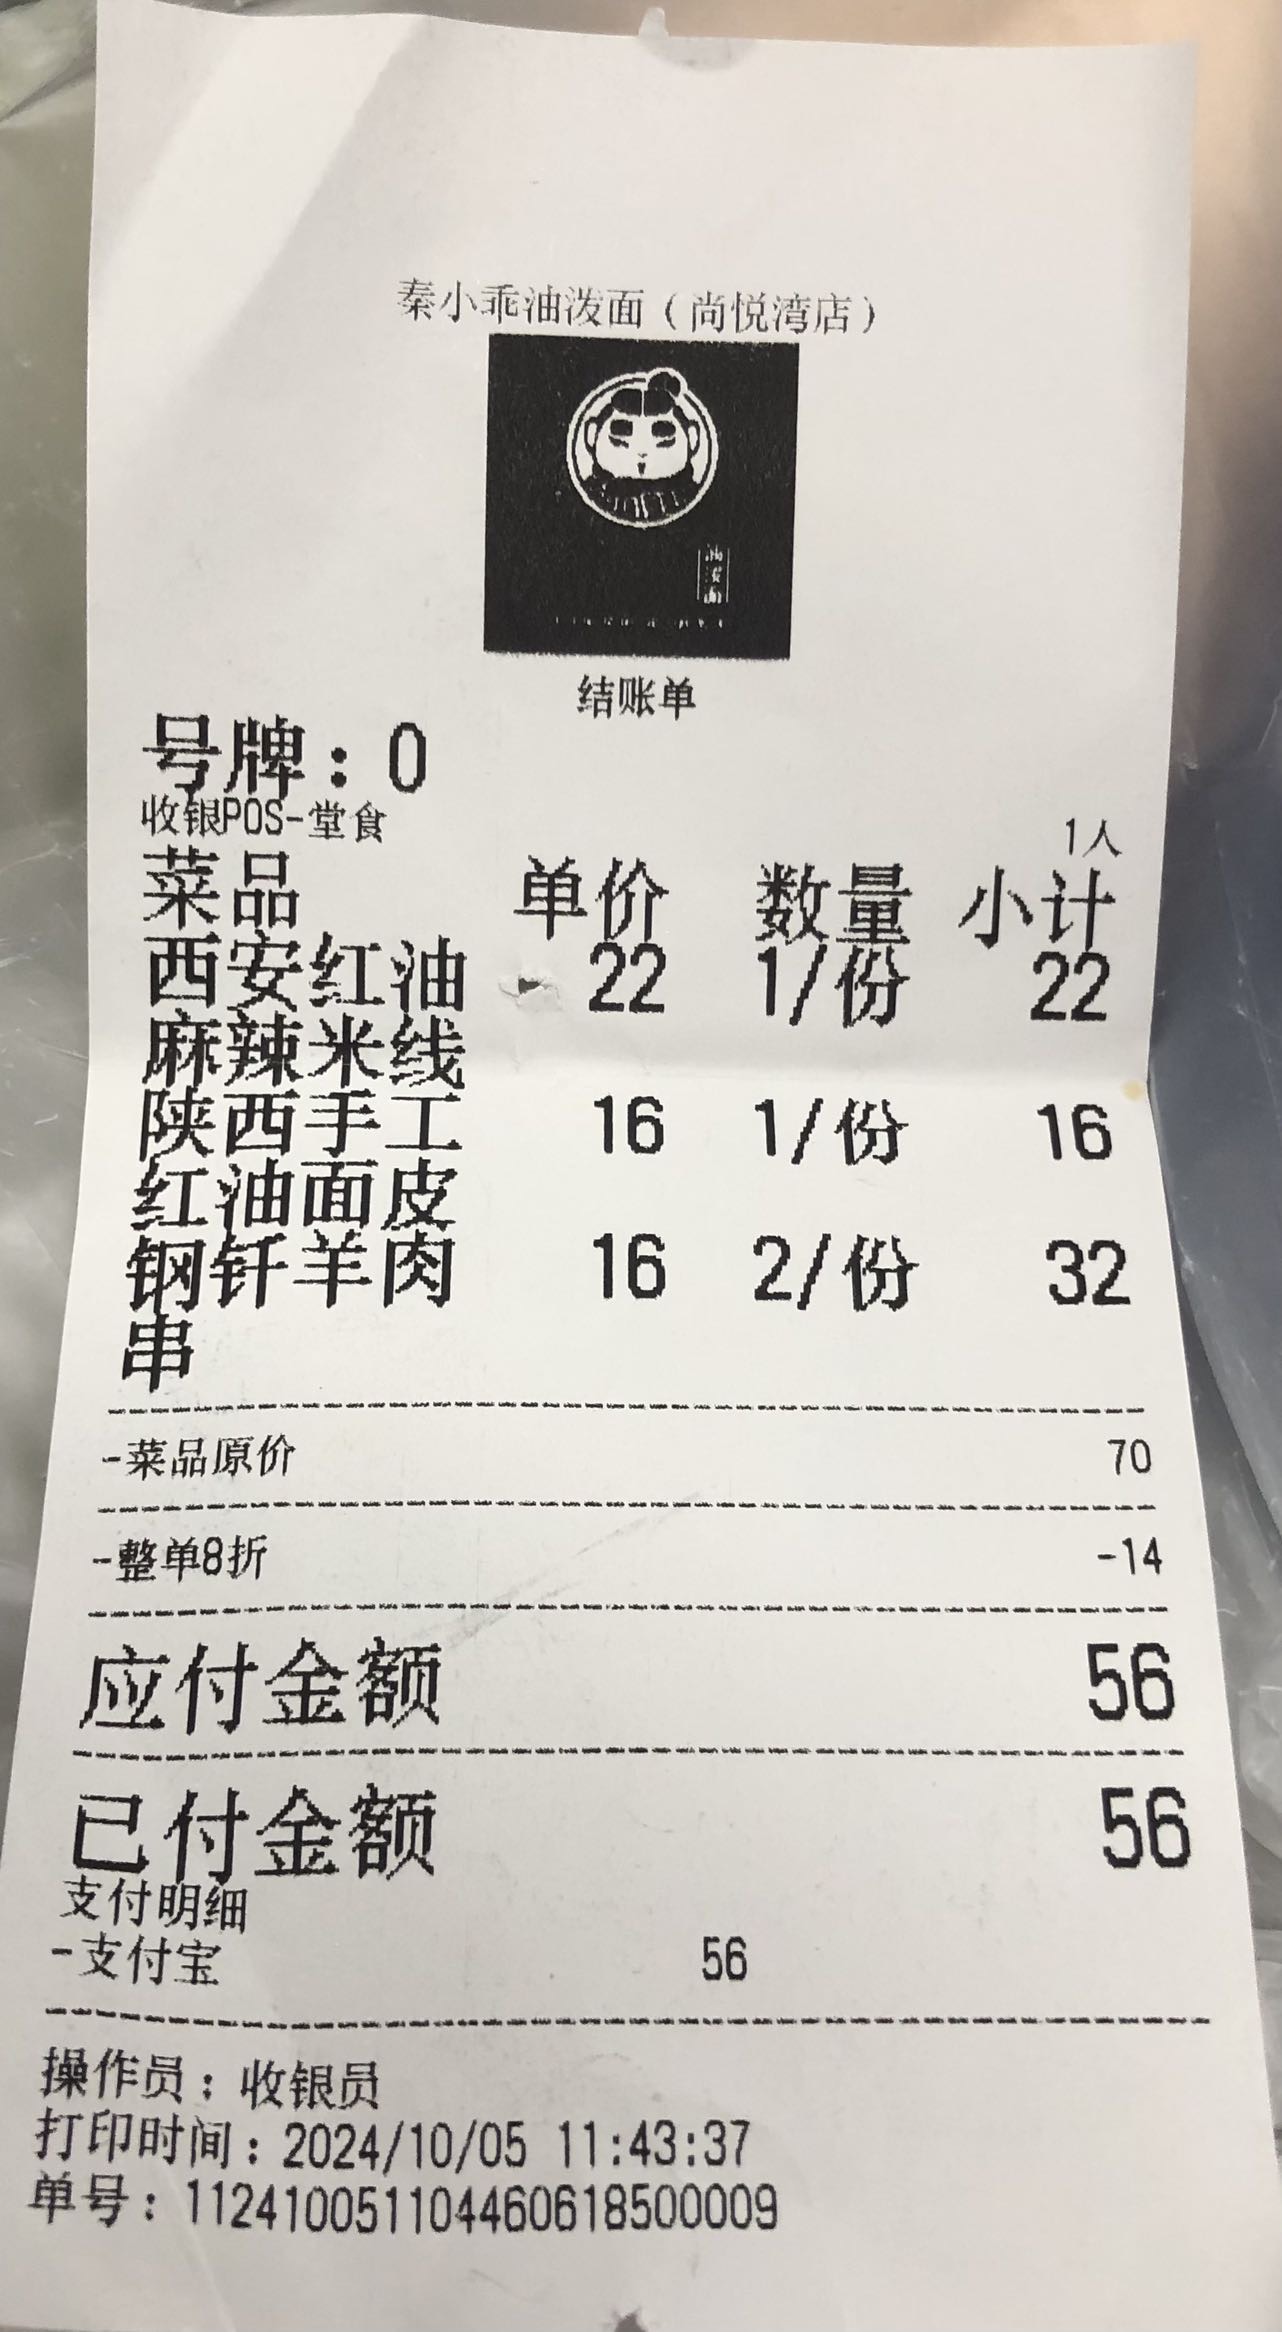 秦小乖油泼面（尚悦湾店）
油泼面
结账单
号牌：0
收银POS-堂食
1人
菜品 单价 数量 小计
西安红油 22 1/份 22
麻辣米线
陕西手工 16 1/份 16
红油面皮
钢钎羊肉 16 2/份 32
串
-菜品原价 70
-整单8折 -14
应付金额 56
已付金额 56
支付明细
-支付宝 56
操作员：收银员
打印时间：2024/10/05 11:43:37
单号：11241005110446061850­0009